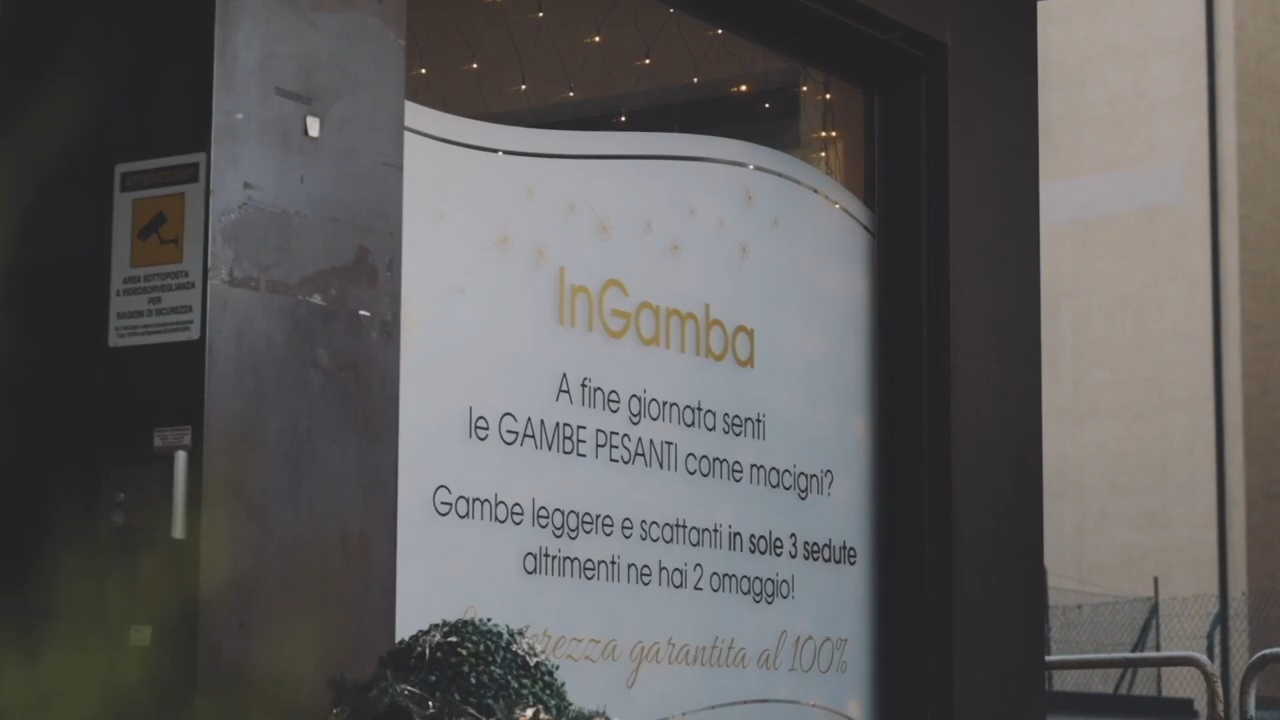 ATTENZIONE
AREA SOTTOPOSTA
A VIDEOSORVEGLIANZA
PER
RAGIONI DI SICUREZZA
InGamba
A fine giornata senti
le GAMBE PESANTI come macigni?
Gambe leggere e scattanti in sole 3 sedute
altrimenti ne hai 2 omaggio!
garantita al 100%